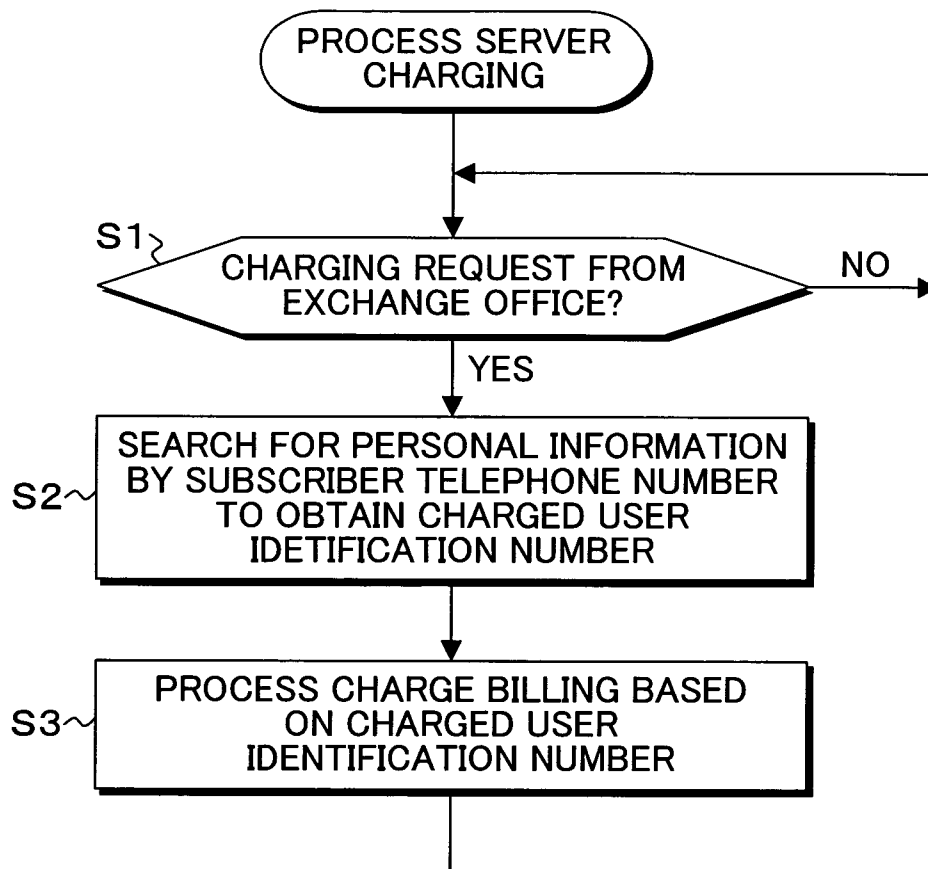 PROCESS SERVER
CHARGING
S1
CHARGING REQUEST FROM
EXCHANGE OFFICE?
NO
YES
S2
SEARCH FOR PERSONAL INFORMATION
BY SUBSCRIBER TELEPHONE NUMBER
TO OBTAIN CHARGED USER
IDETIFICATION NUMBER
S3
PROCESS CHARGE BILLING BASED
ON CHARGED USER
IDENTIFICATION NUMBER